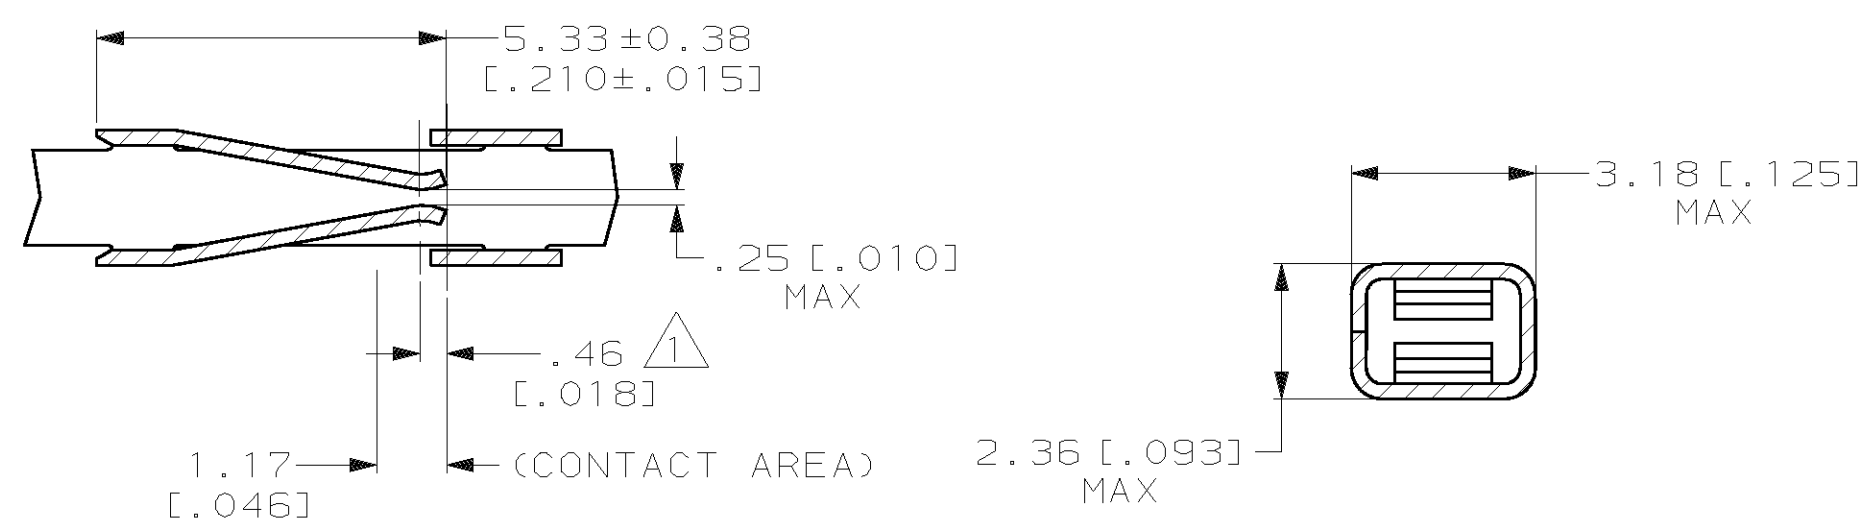 5.33±0.38
[.210±.015]
.25 [.010]
MAX
.46 1
[.018]
1.17 (CONTACT AREA)
[.046]
3.18 [.125]
MAX
2.36 [.093]
MAX